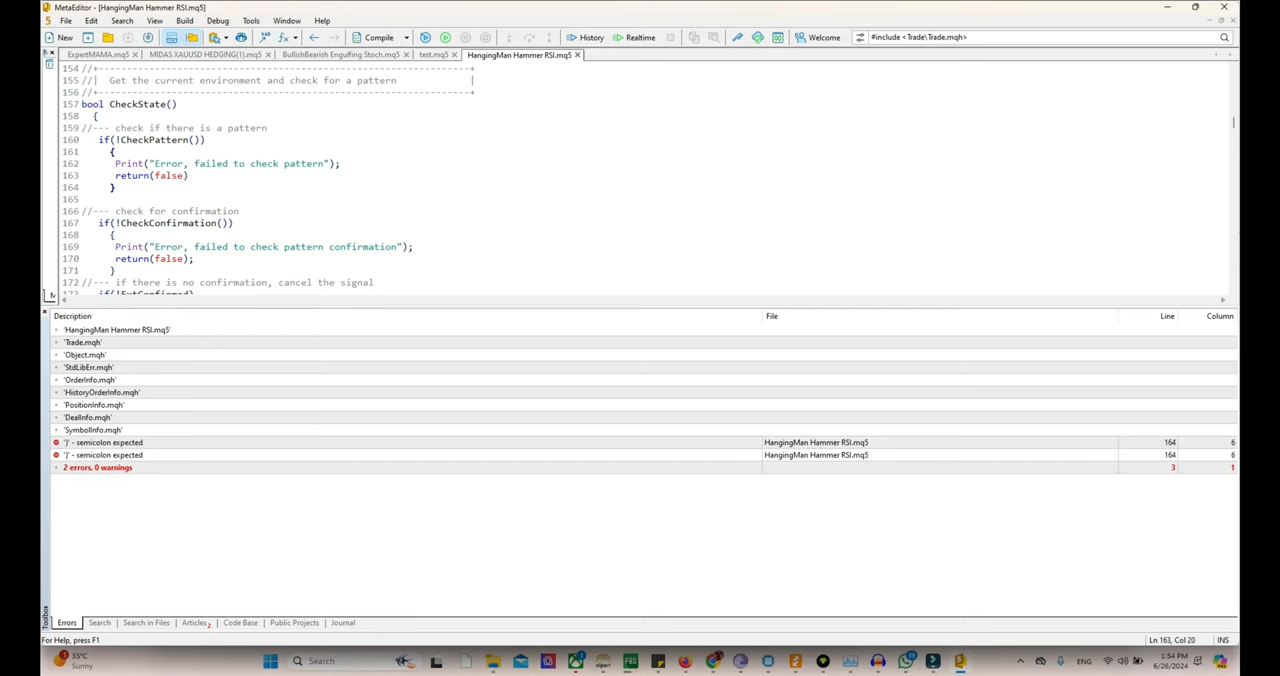 MetaEditor - [HangingMan Hammer RSI.mq5]
File Edit Search View Build Debug Tools Window Help
New Compile History Realtime Welcome #include <Trade\Trade.mqh>
ExpertMAMA.mq5 MIDAS XAUUSD HEDGING(1).mq5 BullishBearish Engulfing Stoch.mq5 test.mq5 HangingMan Hammer RSI.mq5
154 //+------------------------------------------------------------------+
155 //| Get the current environment and check for a pattern |
156 //+------------------------------------------------------------------+
157 bool CheckState()
158 {
159 //--- check if there is a pattern
160 if(!CheckPattern())
161 {
162 Print("Error, failed to check pattern");
163 return(false)
164 }
165
166 //--- check for confirmation
167 if(!CheckConfirmation())
168 {
169 Print("Error, failed to check pattern confirmation");
170 return(false);
171 }
172 //--- if there is no confirmation, cancel the signal
173 if(!ExtConfirmed)
Description File Line Column
'HangingMan Hammer RSI.mq5'
'Trade.mqh'
'Object.mqh'
'StdLibErr.mqh'
'OrderInfo.mqh'
'HistoryOrderInfo.mqh'
'PositionInfo.mqh'
'DealInfo.mqh'
'SymbolInfo.mqh'
'}' - semicolon expected HangingMan Hammer RSI.mq5 164 6
'}' - semicolon expected HangingMan Hammer RSI.mq5 164 6
2 errors, 0 warnings 3 1
Toolbox
Errors Search Search in Files Articles 2 Code Base Public Projects Journal
For Help, press F1 Ln 163, Col 20 INS
35°C
Sunny
Search
FBS
ENG
1:54 PM
6/26/2024